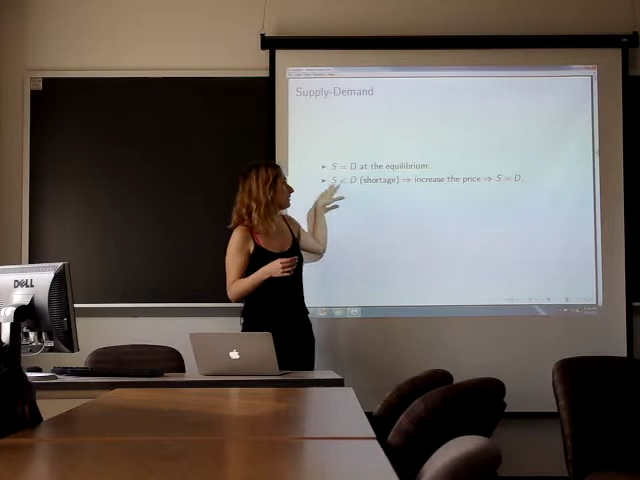 Supply-Demand
▸ S = D at the equilibrium.
▸ S < D (shortage) ⇒ increase the price ⇒ S = D.
DELL